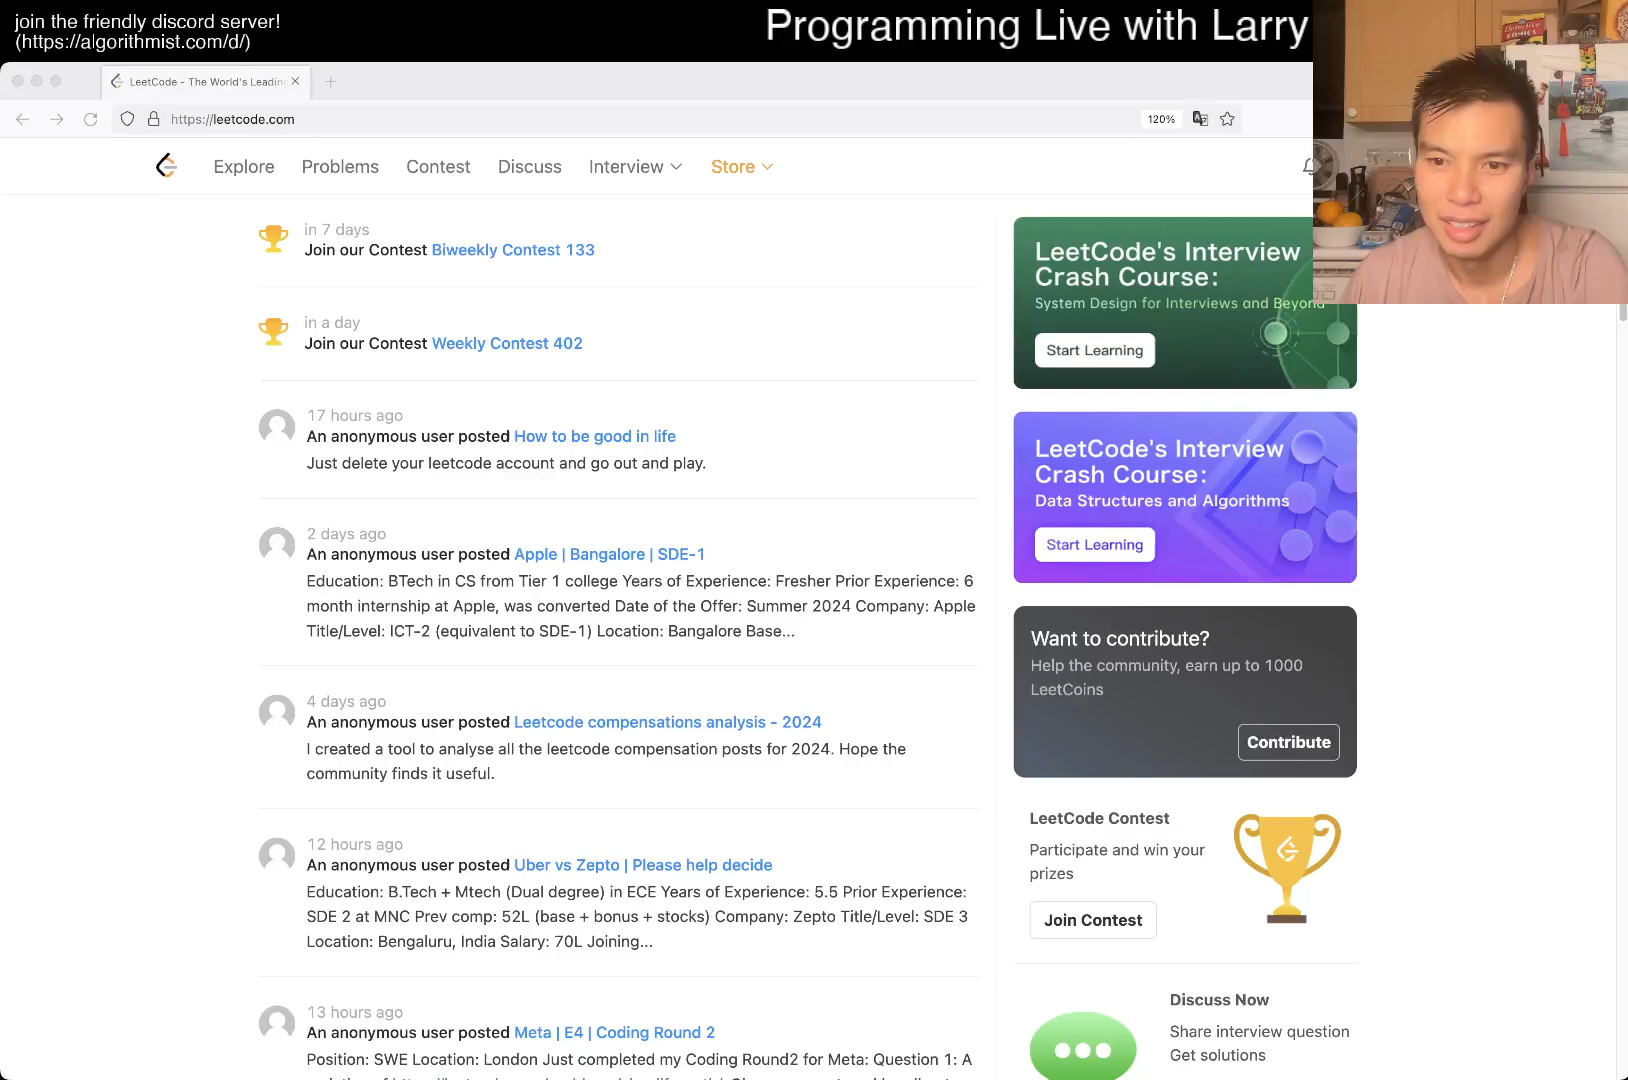 join the friendly discord server!
(https://algorithmist.com/d/)
Programming Live with Larry
LeetCode - The World's Leading
https://leetcode.com
120%
Explore
Problems
Contest
Discuss
Interview
Store
in 7 days
Join our Contest Biweekly Contest 133
in a day
Join our Contest Weekly Contest 402
17 hours ago
An anonymous user posted How to be good in life
Just delete your leetcode account and go out and play.
2 days ago
An anonymous user posted Apple | Bangalore | SDE-1
Education: BTech in CS from Tier 1 college Years of Experience: Fresher Prior Experience: 6
month internship at Apple, was converted Date of the Offer: Summer 2024 Company: Apple
Title/Level: ICT-2 (equivalent to SDE-1) Location: Bangalore Base...
4 days ago
An anonymous user posted Leetcode compensations analysis - 2024
I created a tool to analyse all the leetcode compensation posts for 2024. Hope the
community finds it useful.
12 hours ago
An anonymous user posted Uber vs Zepto | Please help decide
Education: B.Tech + Mtech (Dual degree) in ECE Years of Experience: 5.5 Prior Experience:
SDE 2 at MNC Prev comp: 52L (base + bonus + stocks) Company: Zepto Title/Level: SDE 3
Location: Bengaluru, India Salary: 70L Joining...
13 hours ago
An anonymous user posted Meta | E4 | Coding Round 2
Position: SWE Location: London Just completed my Coding Round2 for Meta: Question 1: A
LeetCode's Interview
Crash Course:
System Design for Interviews and Beyond
Start Learning
LeetCode's Interview
Crash Course:
Data Structures and Algorithms
Start Learning
Want to contribute?
Help the community, earn up to 1000
LeetCoins
Contribute
LeetCode Contest
Participate and win your
prizes
Join Contest
Discuss Now
Share interview question
Get solutions